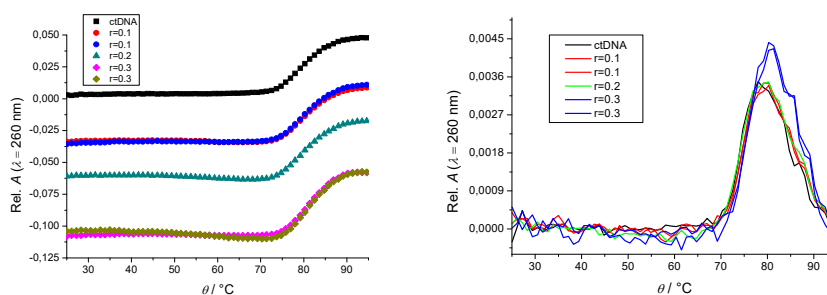 ctDNA
r=0.1
r=0.1
r=0.2
r=0.3
r=0.3
0,050
0,025
0,000
-0,025
-0,050
-0,075
-0,100
-0,125
Rel. A (λ = 260 nm)
30 40 50 60 70 80 90
θ / °C
ctDNA
r=0.1
r=0.1
r=0.2
r=0.3
r=0.3
0,0045
0,0036
0,0027
0,0018
0,0009
0,0000
Rel. A (λ = 260 nm)
30 40 50 60 70 80 90
θ / °C